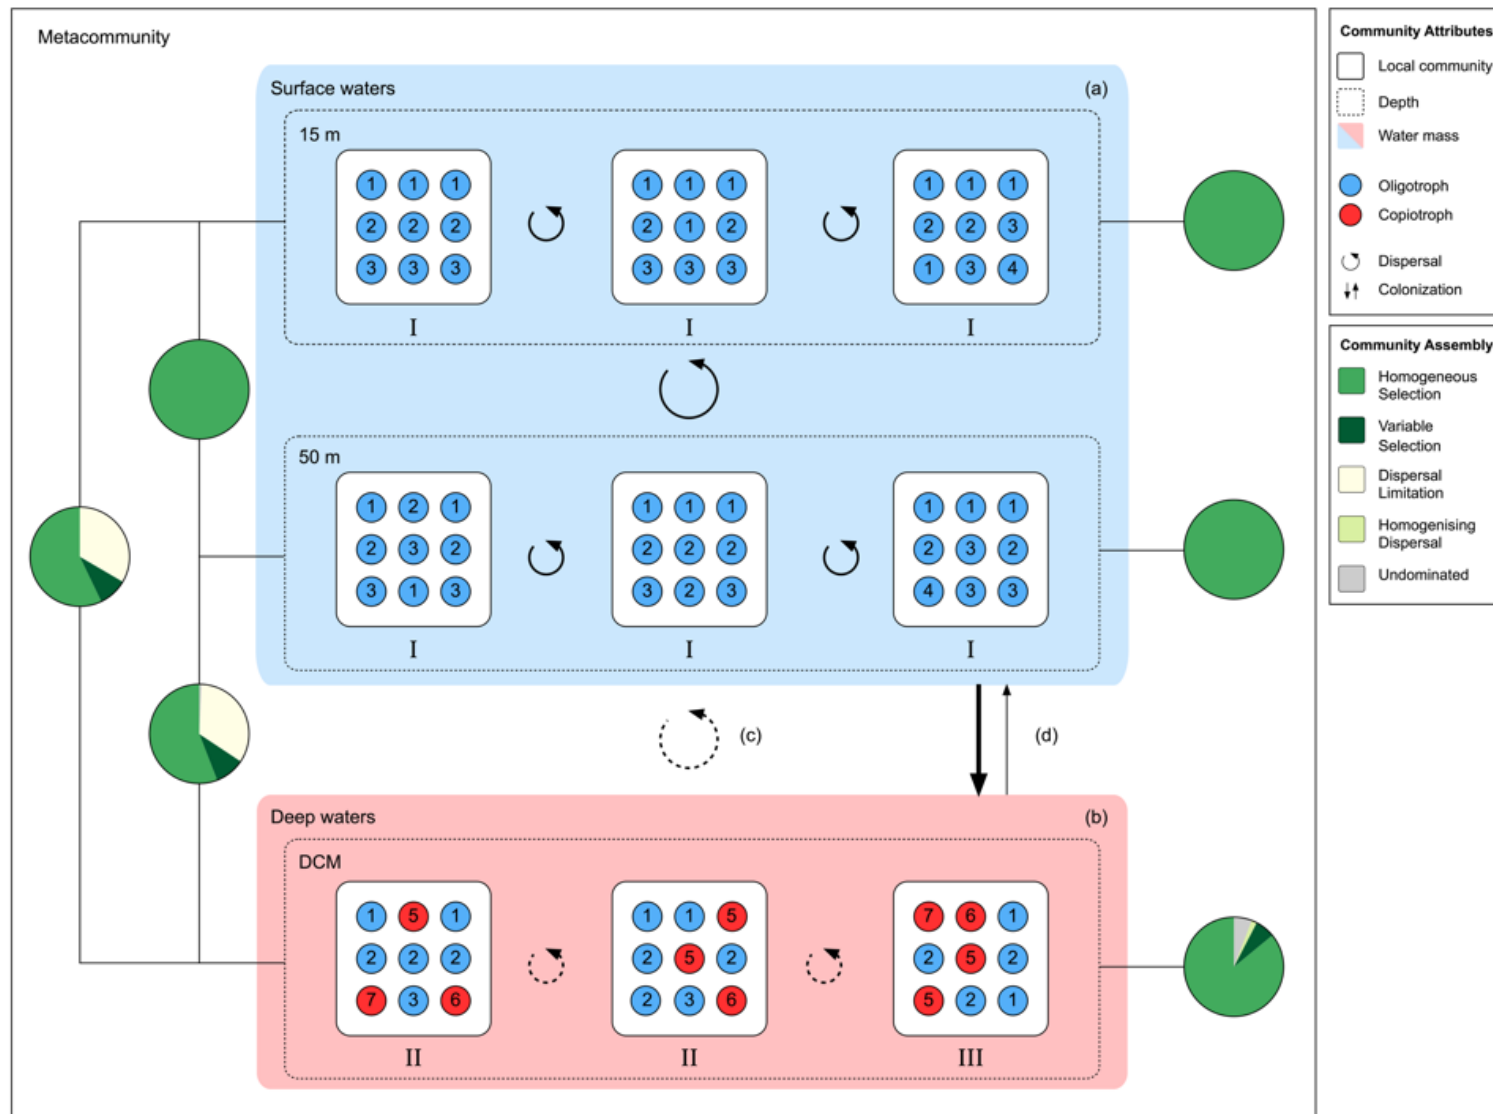 Metacommunity
Surface waters
(a)
15 m
1 1 1 1 1 1 1 1 1
2 2 2 2 1 2 2 2 3
3 3 3 3 3 3 1 3 4
I I I
50 m
1 2 1 1 1 1 1 1 1
2 3 2 2 2 2 2 3 2
3 1 3 3 2 3 4 3 3
I I I
(c)
(d)
Deep waters
(b)
DCM
1 5 1 1 1 5 7 6 1
2 2 2 2 5 2 2 5 2
7 3 6 2 3 6 5 2 1
II II III
Community Attributes
Local community
Depth
Water mass
Oligotroph
Copiotroph
Dispersal
Colonization
Community Assembly
Homogeneous
Selection
Variable
Selection
Dispersal
Limitation
Homogenising
Dispersal
Undominated